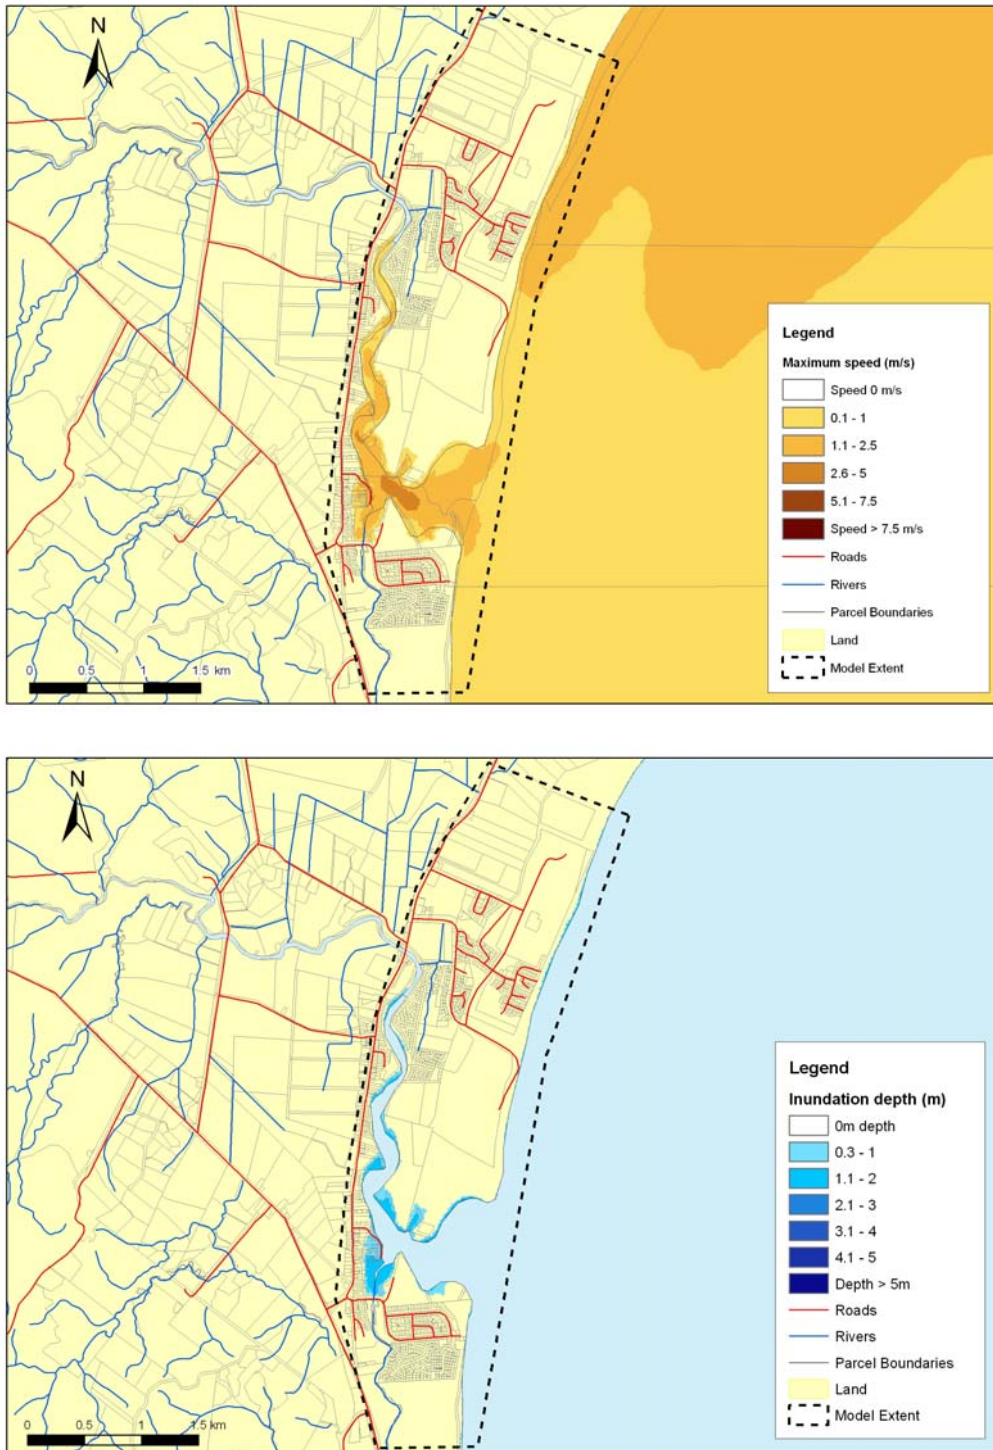 N
Legend
Maximum speed (m/s)
Speed 0 m/s
0.1 - 1
1.1 - 2.5
2.6 - 5
5.1 - 7.5
Speed > 7.5 m/s
Roads
Rivers
Parcel Boundaries
Land
Model Extent
0 0.5 1 1.5 km
N
Legend
Inundation depth (m)
0m depth
0.3 - 1
1.1 - 2
2.1 - 3
3.1 - 4
4.1 - 5
Depth > 5m
Roads
Rivers
Parcel Boundaries
Land
Model Extent
0 0.5 1 1.5 km